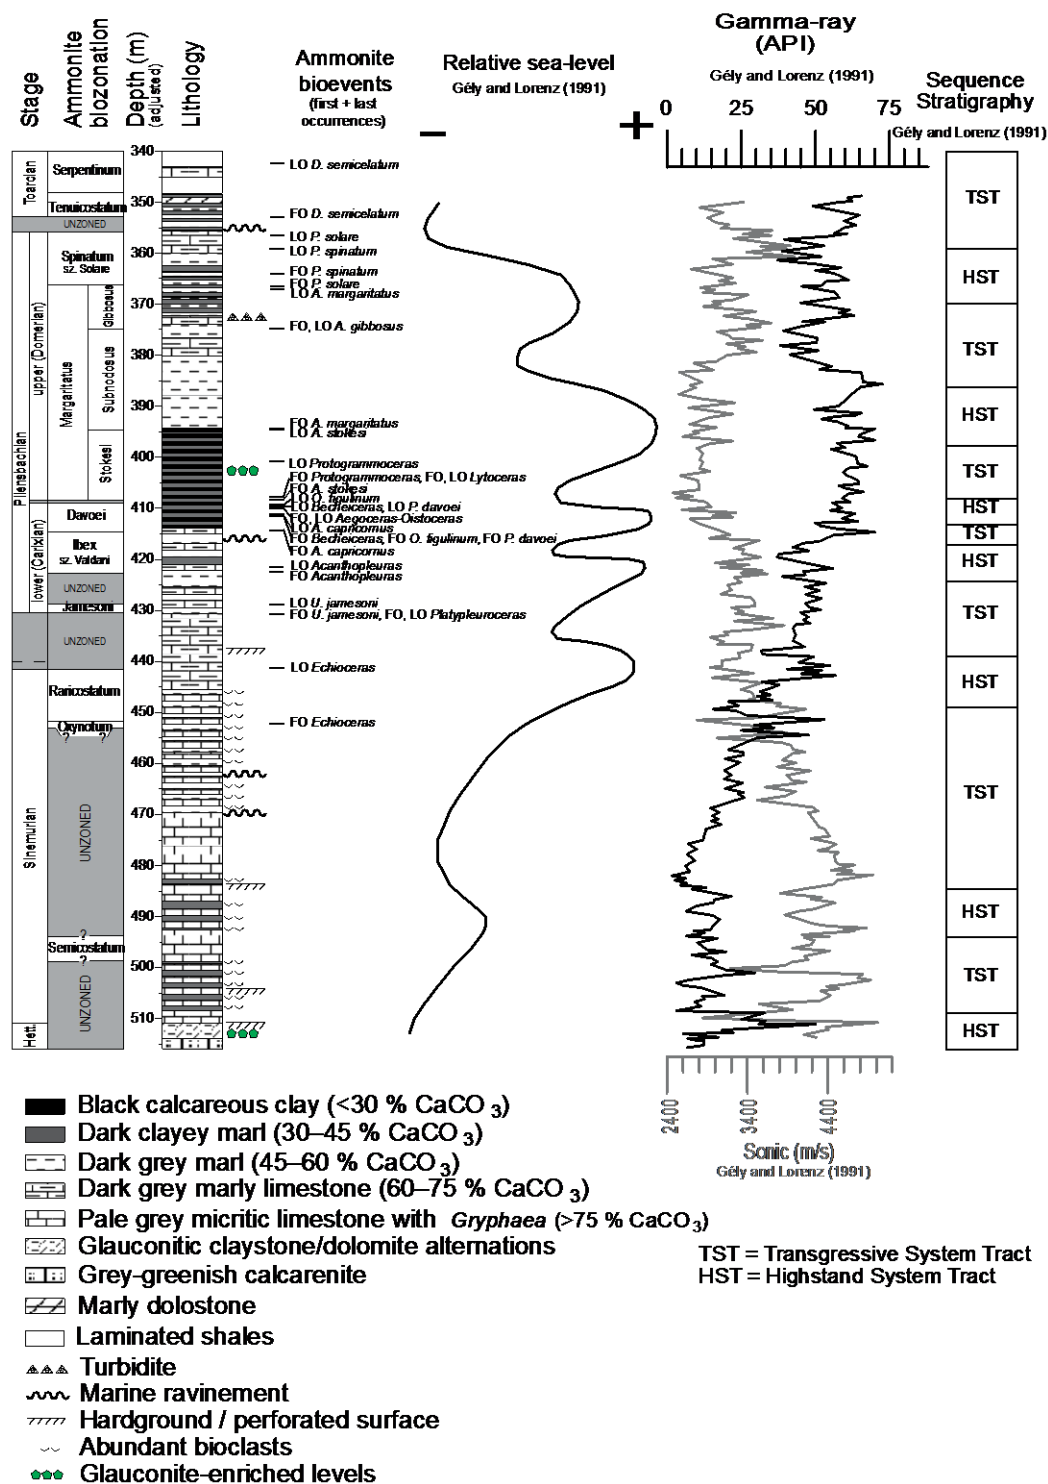 Stage
Ammonite biozonation
Depth (m) (adjusted)
Lithology
Ammonite
bioevents
(first + last
occurrences)
Relative sea-level
Gély and Lorenz (1991)
Gamma-ray
(API)
Gély and Lorenz (1991)
0 25 50 75
Sequence
Stratigraphy
Gély and Lorenz (1991)
− +
Toarcian
Pliensbachian
upper (Domerian)
lower (Carixian)
Sinemurian
Hett.
Serpentinum
Tenuicostatum
UNZONED
Spinatum
sz. Solare
Margaritatus
Gibbosus
Subnodosus
Stokesi
Davoei
Ibex
sz. Valdani
UNZONED
Jamesoni
UNZONED
Raricostatum
Oxynotum
? ?
UNZONED
?
Semicostatum
?
UNZONED
340
350
360
370
380
390
400
410
420
430
440
450
460
470
480
490
500
510
LO D. semicelatum
FO D. semicelatum
LO P. solare
LO P. spinatum
FO P. spinatum
FO P. solare
LO A. margaritatus
FO, LO A. gibbosus
FO A. margaritatus
LO A. stokesi
LO Protogrammoceras
FO Protogrammoceras, FO, LO Lytoceras
FO A. stokesi
LO O. figulinum
LO Becheiceras, LO P. davoei
FO, LO Aegoceras-Oistoceras
LO A. capricornus
FO Becheiceras, FO O. figulinum, FO P. davoei
FO A. capricornus
LO Acanthopleuras
FO Acanthopleuras
LO U. jamesoni
FO U. jamesoni, FO, LO Platypleuroceras
LO Echioceras
FO Echioceras
TST
HST
TST
HST
TST
HST
TST
HST
TST
HST
TST
HST
TST
HST
2400 3400 4400
Sonic (m/s)
Gély and Lorenz (1991)
Black calcareous clay (<30 % CaCO3)
Dark clayey marl (30–45 % CaCO3)
Dark grey marl (45–60 % CaCO3)
Dark grey marly limestone (60–75 % CaCO3)
Pale grey micritic limestone with Gryphaea (>75 % CaCO3)
Glauconitic claystone/dolomite alternations
Grey-greenish calcarenite
Marly dolostone
Laminated shales
Turbidite
Marine ravinement
Hardground / perforated surface
Abundant bioclasts
Glauconite-enriched levels
TST = Transgressive System Tract
HST = Highstand System Tract